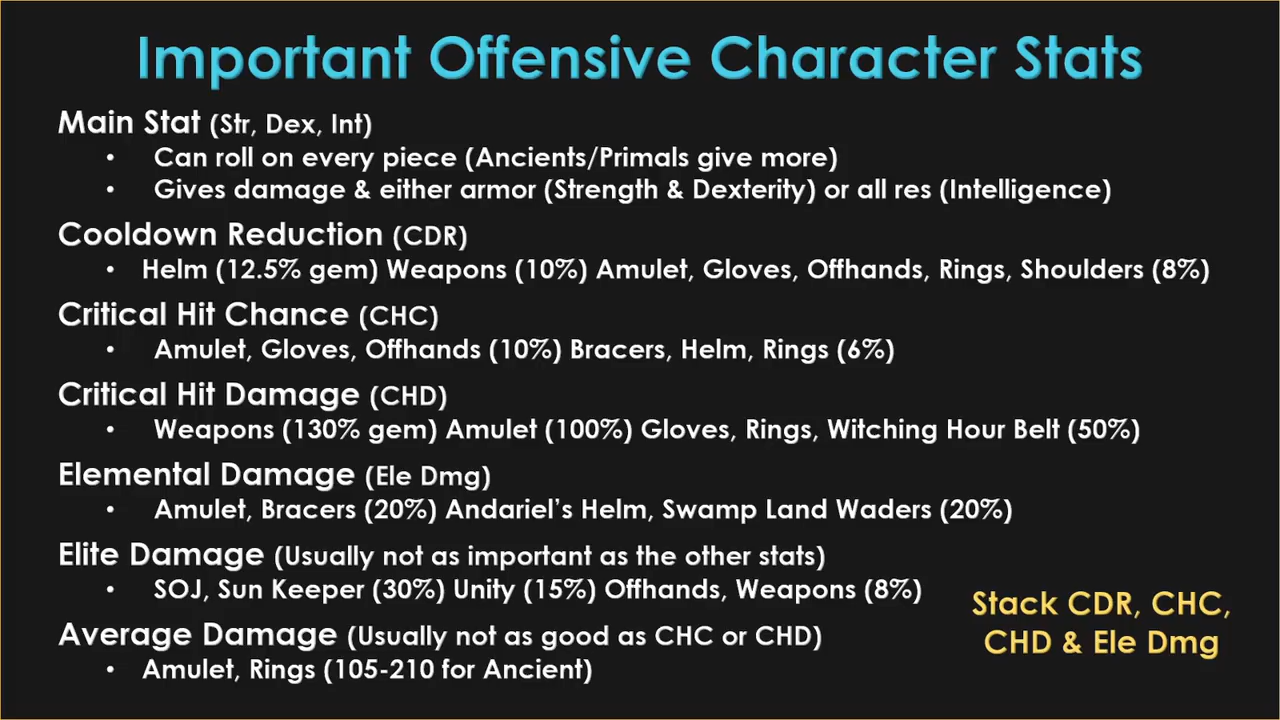 Important Offensive Character Stats
Main Stat (Str, Dex, Int)
• Can roll on every piece (Ancients/Primals give more)
• Gives damage & either armor (Strength & Dexterity) or all res (Intelligence)
Cooldown Reduction (CDR)
• Helm (12.5% gem) Weapons (10%) Amulet, Gloves, Offhands, Rings, Shoulders (8%)
Critical Hit Chance (CHC)
• Amulet, Gloves, Offhands (10%) Bracers, Helm, Rings (6%)
Critical Hit Damage (CHD)
• Weapons (130% gem) Amulet (100%) Gloves, Rings, Witching Hour Belt (50%)
Elemental Damage (Ele Dmg)
• Amulet, Bracers (20%) Andariel's Helm, Swamp Land Waders (20%)
Elite Damage (Usually not as important as the other stats)
• SOJ, Sun Keeper (30%) Unity (15%) Offhands, Weapons (8%)
Average Damage (Usually not as good as CHC or CHD)
• Amulet, Rings (105-210 for Ancient)
Stack CDR, CHC,
CHD & Ele Dmg